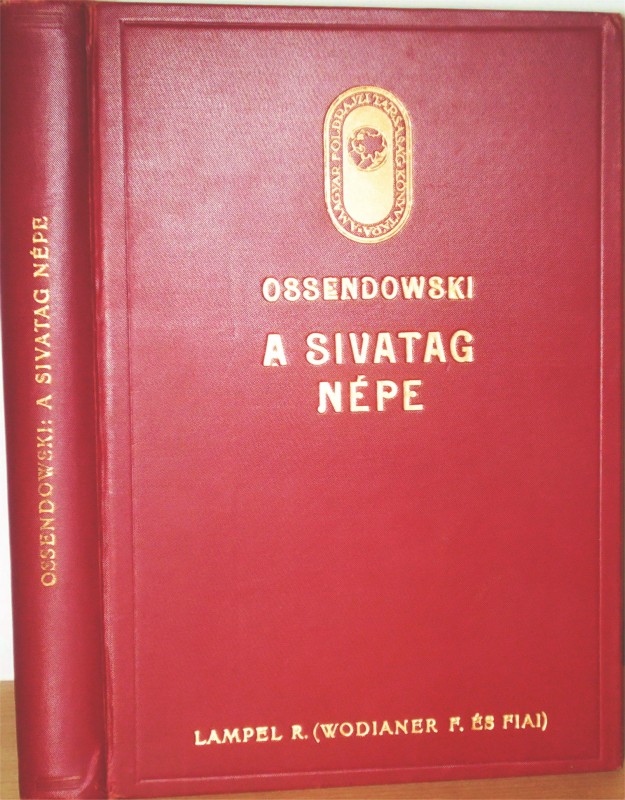 A MAGYAR FÖLDRAJZI TÁRSASÁG KÖNYVTÁRA
OSSENDOWSKI
A SIVATAG
NÉPE
LAMPEL R. (WODIANER F. ÉS FIAI)
OSSENDOWSKI: A SIVATAG NÉPE